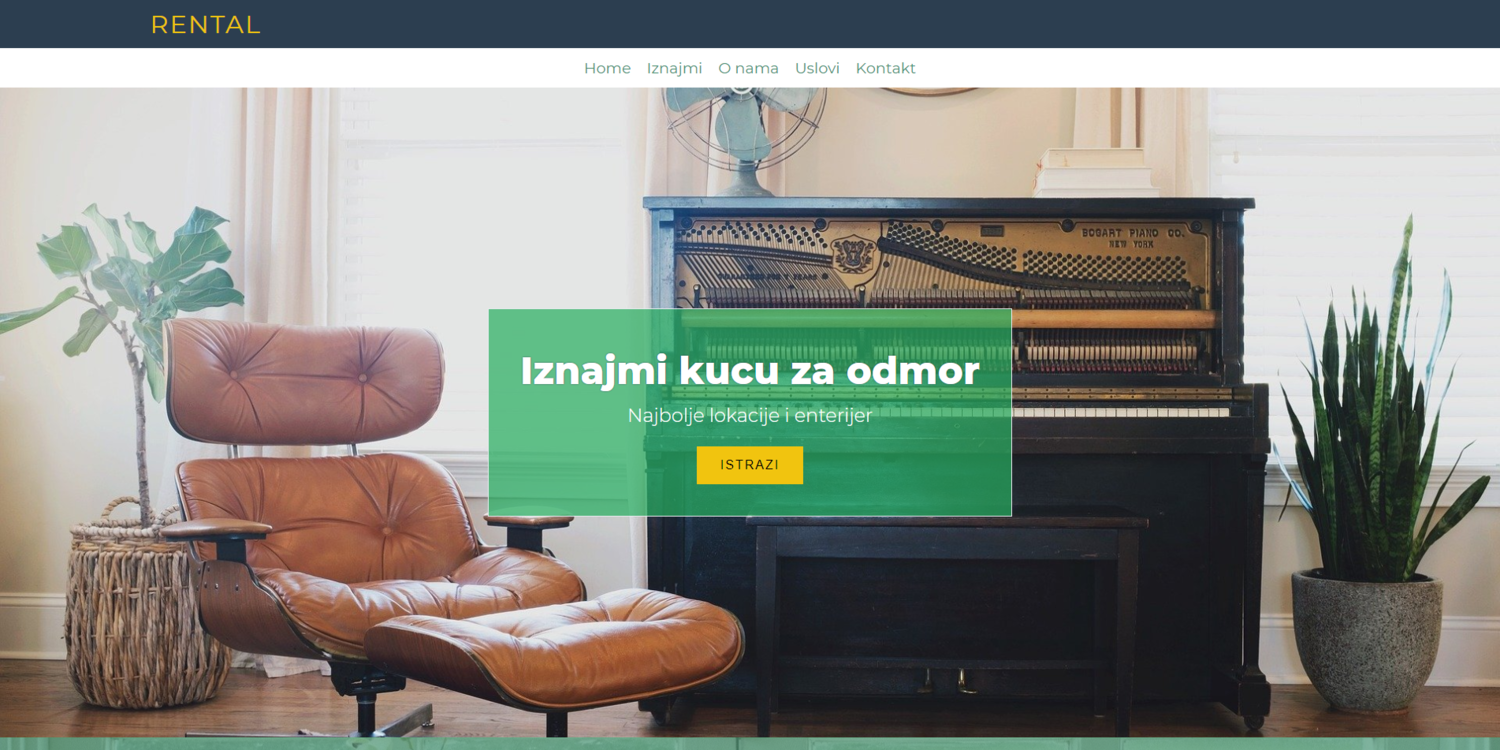 RENTAL
Home Iznajmi O nama Uslovi Kontakt
BOGART PIANO CO.
NEW YORK
Iznajmi kucu za odmor
Najbolje lokacije i enterijer
ISTRAZI